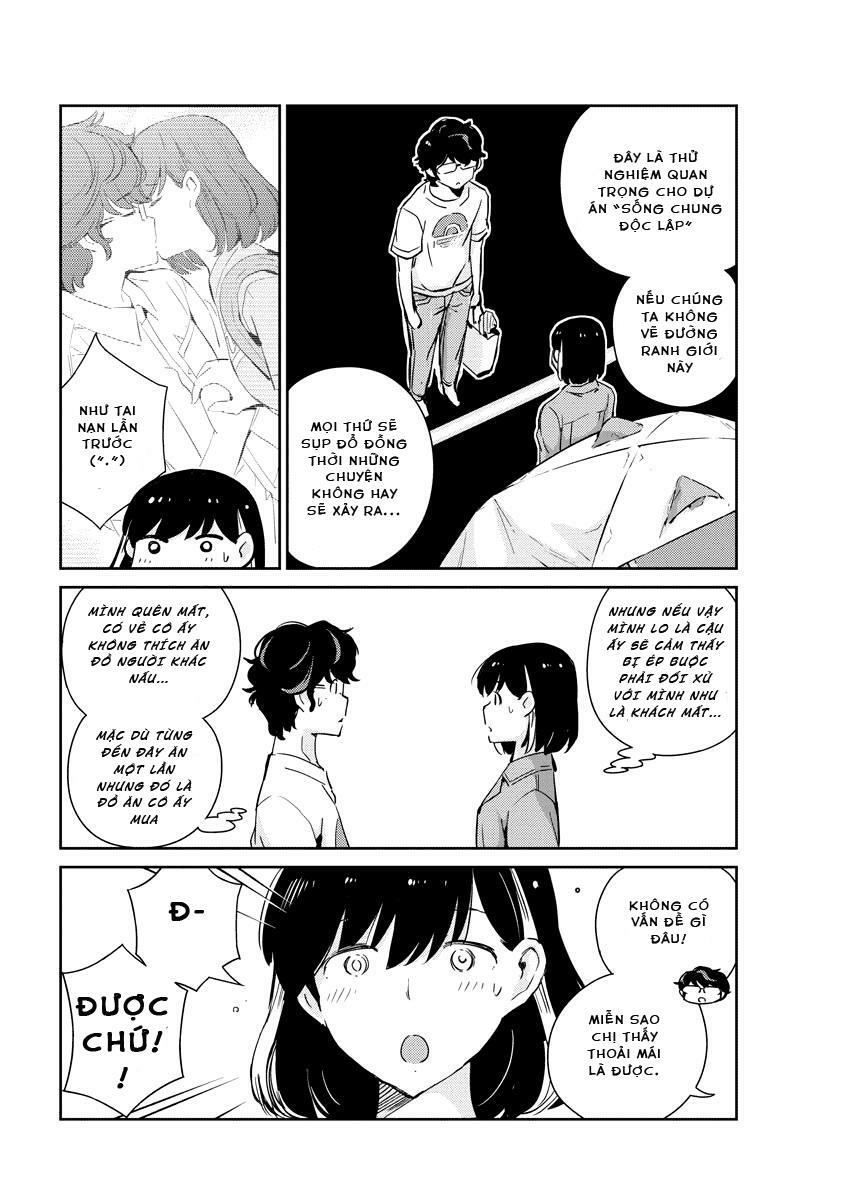 ĐÂY LÀ THỬ
NGHIỆM QUAN
TRỌNG CHO DỰ
ÁN "SỐNG CHUNG
ĐỘC LẬP"
NẾU CHÚNG
TA KHÔNG
VẼ ĐƯỜNG
RANH GIỚI
NÀY
MỌI THỨ SẼ
SỤP ĐỔ ĐỒNG
THỜI NHỮNG
CHUYỆN
KHÔNG HAY
SẼ XẢY RA...
NHƯ TAI
NẠN LẦN
TRƯỚC
(".")
NHƯNG NẾU VẬY
MÌNH LO LÀ CẬU
ẤY SẼ CẢM THẤY
BỊ ÉP BUỘC
PHẢI ĐỐI XỬ
VỚI MÌNH NHƯ
LÀ KHÁCH MẤT...
MÌNH QUÊN MẤT,
CÓ VẺ CÔ ẤY
KHÔNG THÍCH ĂN
ĐỒ NGƯỜI KHÁC
NẤU...
MẶC DÙ TỪNG
ĐẾN ĐÂY ĂN
MỘT LẦN
NHƯNG ĐÓ LÀ
ĐỒ ĂN CÔ ẤY
MUA
KHÔNG CÓ
VẤN ĐỀ GÌ
ĐÂU!
MIỄN SAO
CHỊ THẤY
THOẢI MÁI
LÀ ĐƯỢC.
Đ-
ĐƯỢC
CHỨ!
!